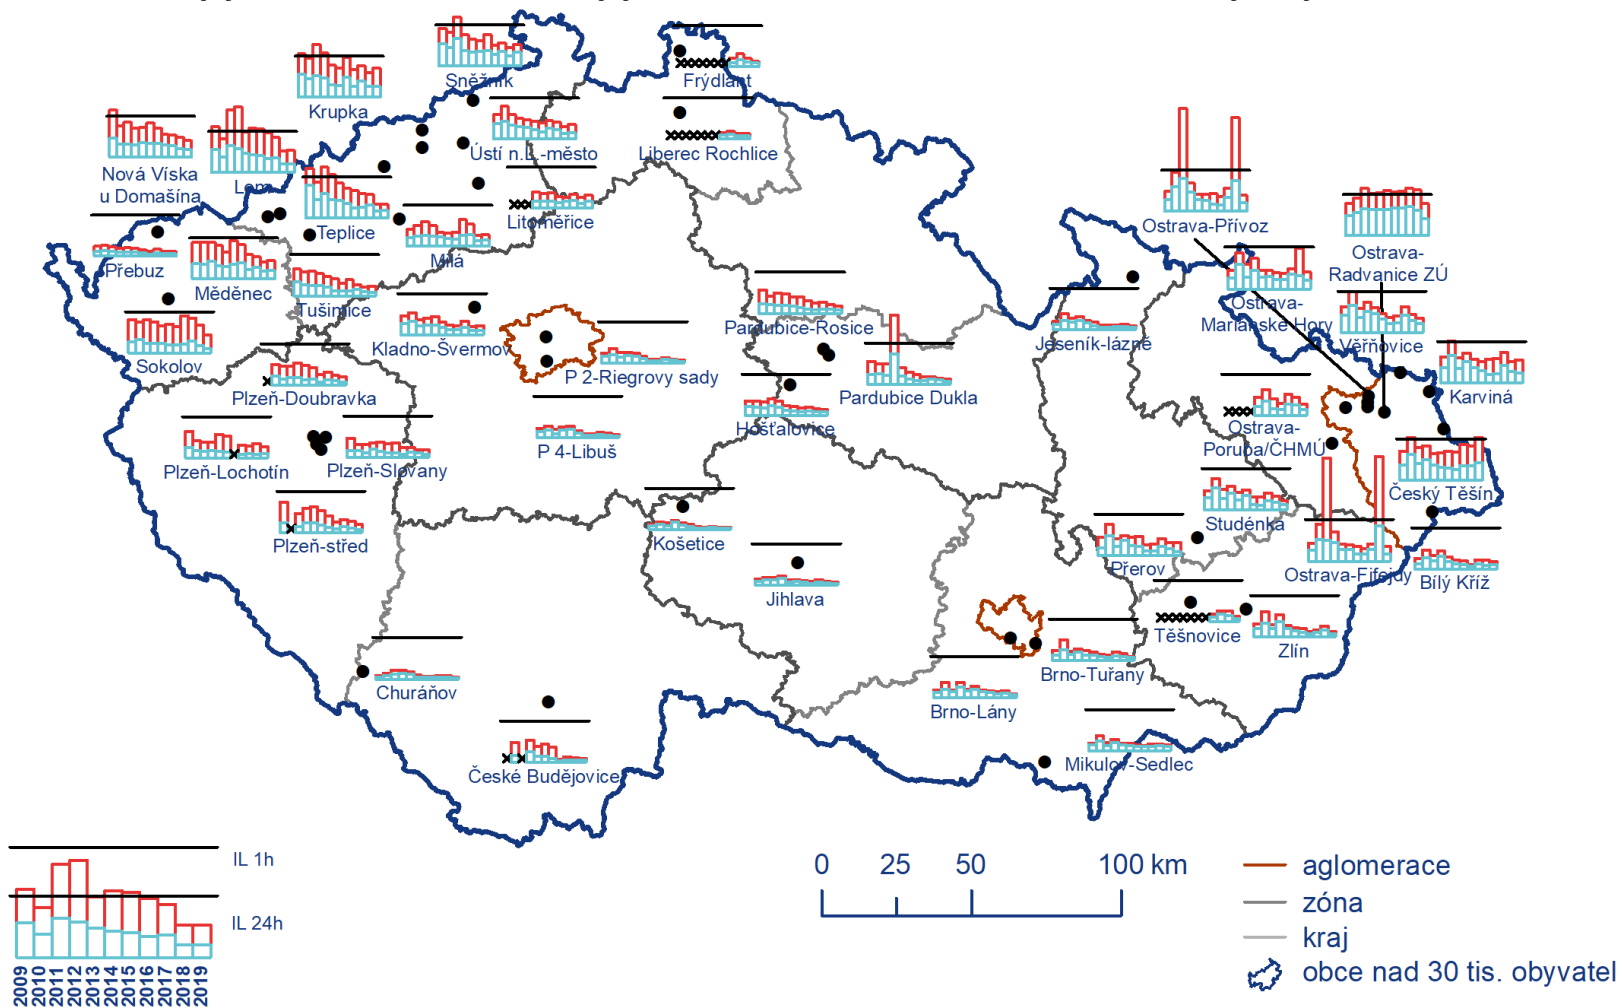 Sněžník
Frýdlant
Krupka
Ústí n.L.-město
Liberec Rochlice
Nová Víska
u Domašína
Lom
Litoměřice
Teplice
Milá
Přebuz
Měděnec
Tušimice
Sokolov
Kladno-Švermov
P 2-Riegrovy sady
Pardubice-Rosice
Pardubice Dukla
Hošťalovice
Jeseník-lázně
Ostrava-Přívoz
Ostrava-
Radvanice ZÚ
Ostrava-
Mariánské Hory
Věřňovice
Karviná
Plzeň-Doubravka
Plzeň-Lochotín
Plzeň-Slovany
P 4-Libuš
Ostrava-
Poruba/ČHMÚ
Český Těšín
Studénka
Plzeň-střed
Košetice
Přerov
Ostrava-Fifejdy
Bílý Kříž
Jihlava
Těšnovice
Zlín
Churáňov
Brno-Tuřany
Brno-Lány
České Budějovice
Mikulov-Sedlec
IL 1h
IL 24h
2009
2010
2011
2012
2013
2014
2015
2016
2017
2018
2019
0 25 50 100 km
aglomerace
zóna
kraj
obce nad 30 tis. obyvatel